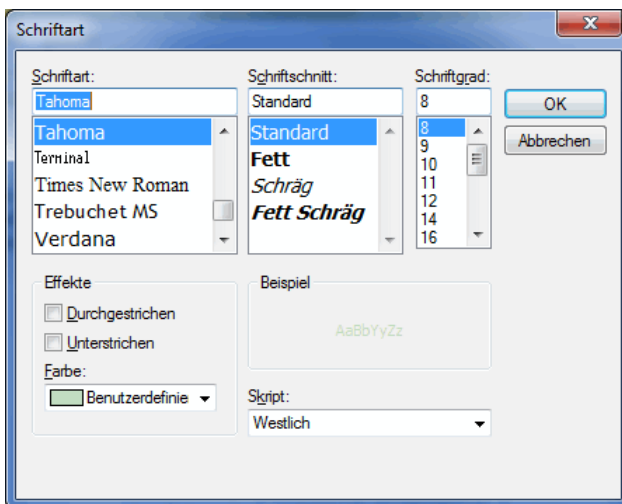 Schriftart
Schriftart:
Tahoma
Tahoma
Terminal
Times New Roman
Trebuchet MS
Verdana
Schriftschnitt:
Standard
Standard
Fett
Schräg
Fett Schräg
Schriftgrad:
8
8
9
10
11
12
14
16
OK
Abbrechen
Effekte
Durchgestrichen
Unterstrichen
Farbe:
Benutzerdefinie
Beispiel
AaBbYyZz
Skript:
Westlich